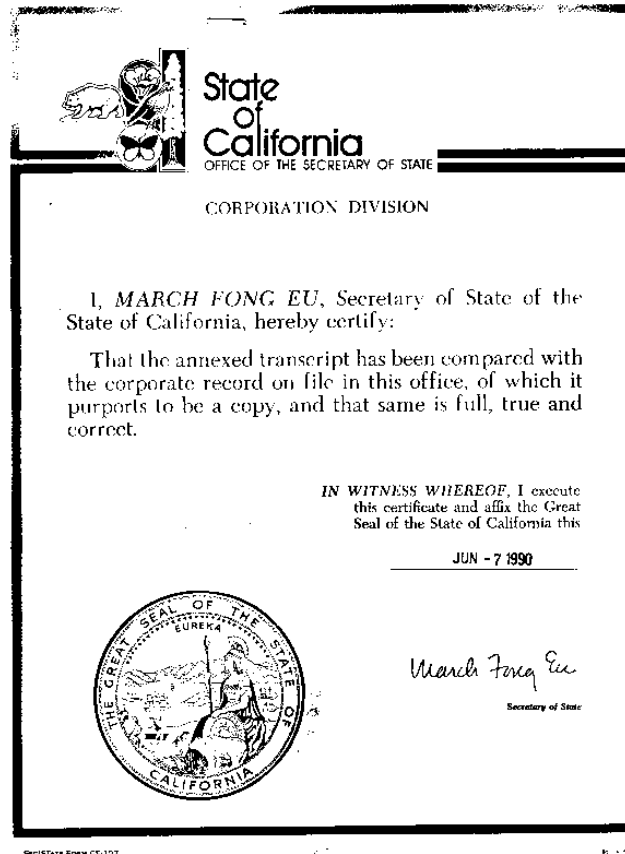 State
of
California
OFFICE OF THE SECRETARY OF STATE
CORPORATION DIVISION
I, MARCH FONG EU, Secretary of State of the
State of California, hereby certify:
That the annexed transcript has been compared with
the corporate record on file in this office, of which it
purports to be a copy, and that same is full, true and
correct.
IN WITNESS WHEREOF, I execute
this certificate and affix the Great
Seal of the State of California this
JUN -7 1990
THE GREAT SEAL OF THE STATE OF CALIFORNIA
EUREKA
March Fong Eu
Secretary of State